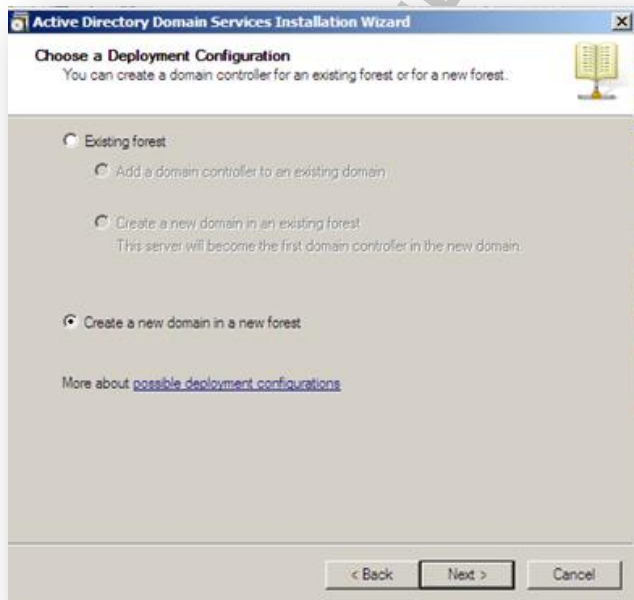 Active Directory Domain Services Installation Wizard
Choose a Deployment Configuration
You can create a domain controller for an existing forest or for a new forest.
Existing forest
Add a domain controller to an existing domain
Create a new domain in an existing forest
This server will become the first domain controller in the new domain.
Create a new domain in a new forest
More about possible deployment configurations
< Back
Next >
Cancel